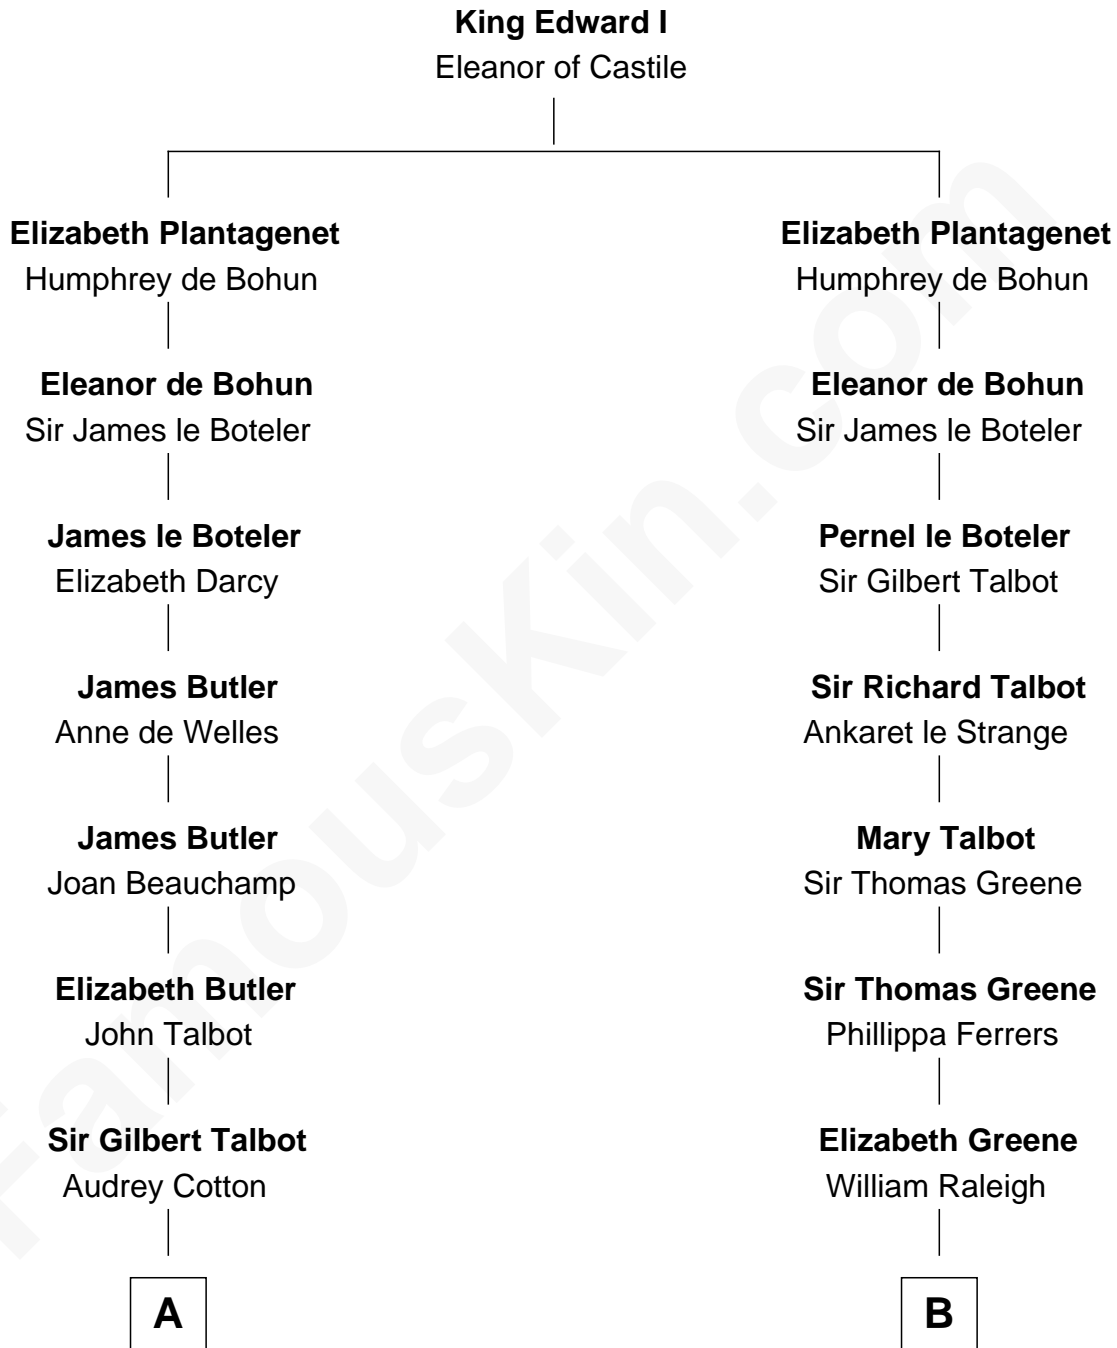 King Edward I
Eleanor of Castile
Elizabeth Plantagenet
Humphrey de Bohun
Eleanor de Bohun
Sir James le Boteler
James le Boteler
Elizabeth Darcy
James Butler
Anne de Welles
James Butler
Joan Beauchamp
Elizabeth Butler
John Talbot
Sir Gilbert Talbot
Audrey Cotton
A
Elizabeth Plantagenet
Humphrey de Bohun
Eleanor de Bohun
Sir James le Boteler
Pernel le Boteler
Sir Gilbert Talbot
Sir Richard Talbot
Ankaret le Strange
Mary Talbot
Sir Thomas Greene
Sir Thomas Greene
Phillippa Ferrers
Elizabeth Greene
William Raleigh
B
FamousKin.com